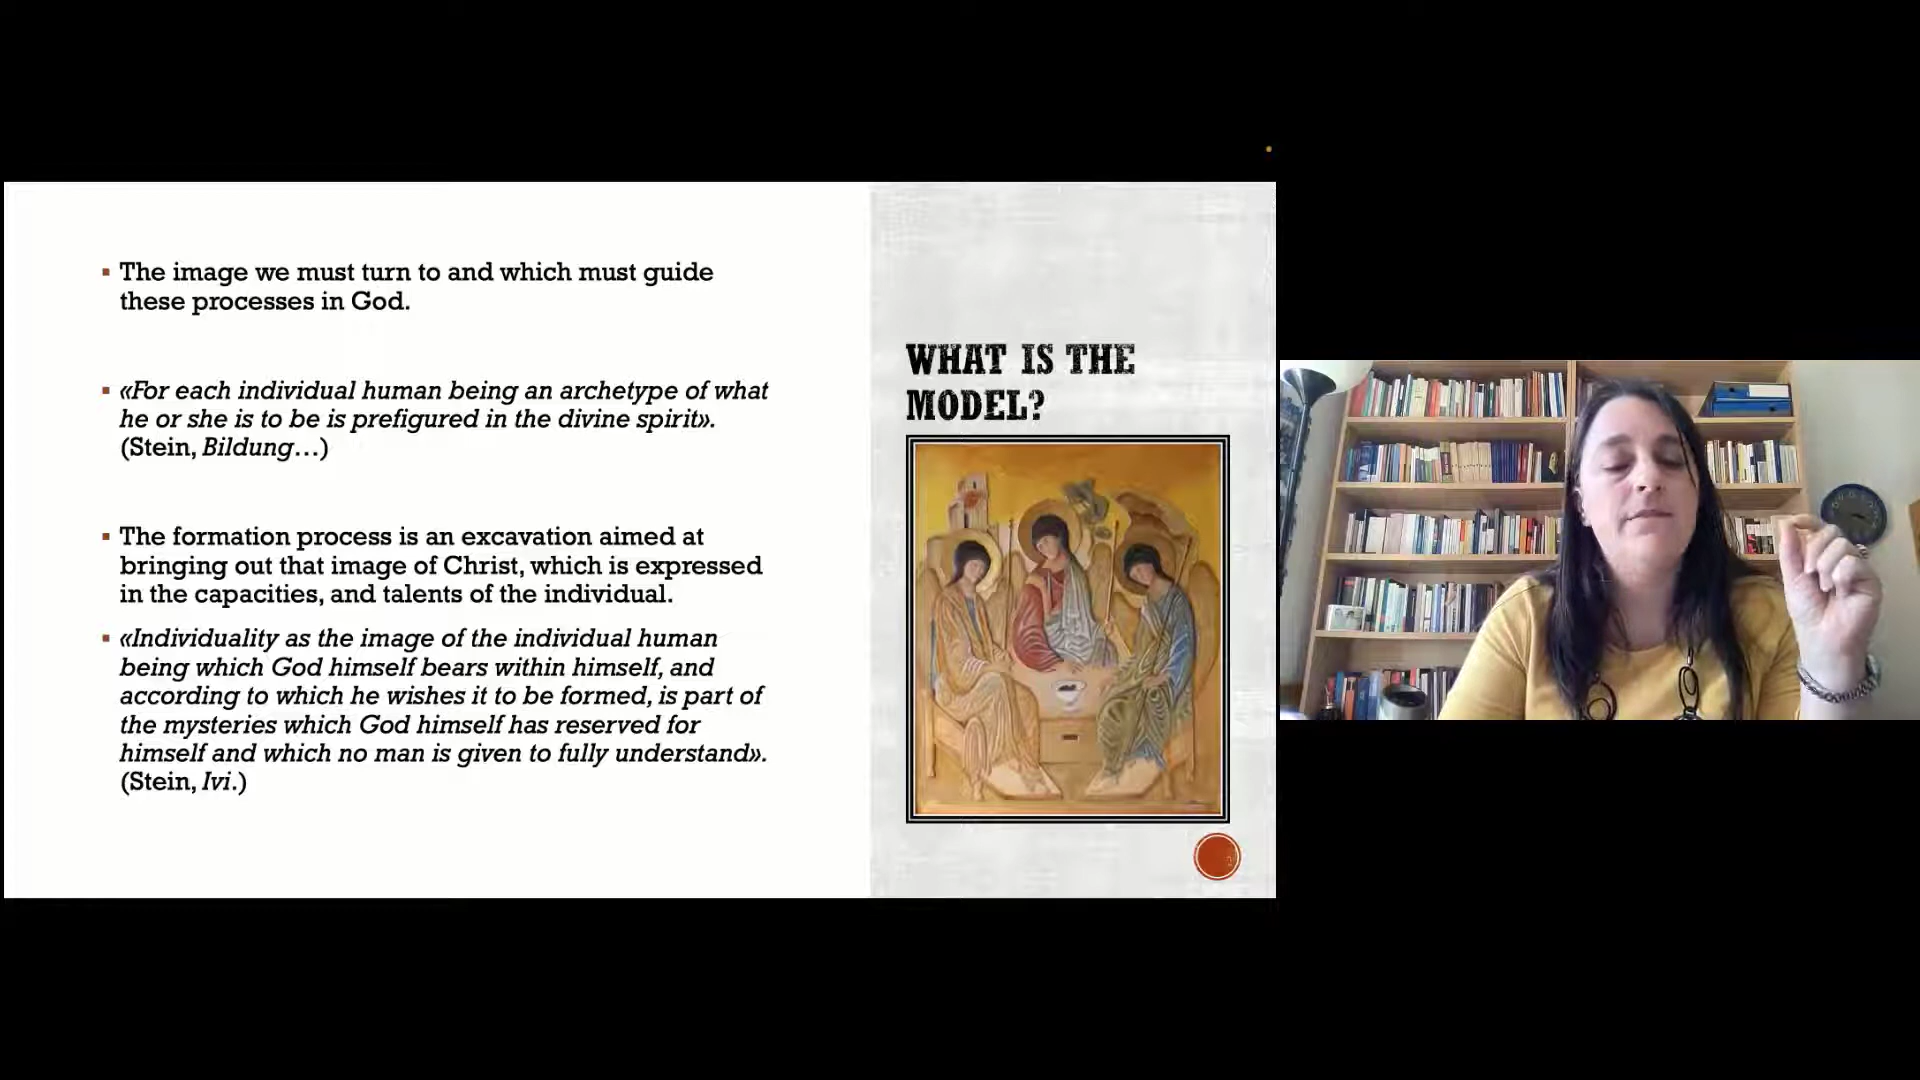 The image we must turn to and which must guide
these processes in God.
«For each individual human being an archetype of what
he or she is to be is prefigured in the divine spirit».
(Stein, Bildung…)
The formation process is an excavation aimed at
bringing out that image of Christ, which is expressed
in the capacities, and talents of the individual.
«Individuality as the image of the individual human
being which God himself bears within himself, and
according to which he wishes it to be formed, is part of
the mysteries which God himself has reserved for
himself and which no man is given to fully understand».
(Stein, Ivi.)
WHAT IS THE
MODEL?